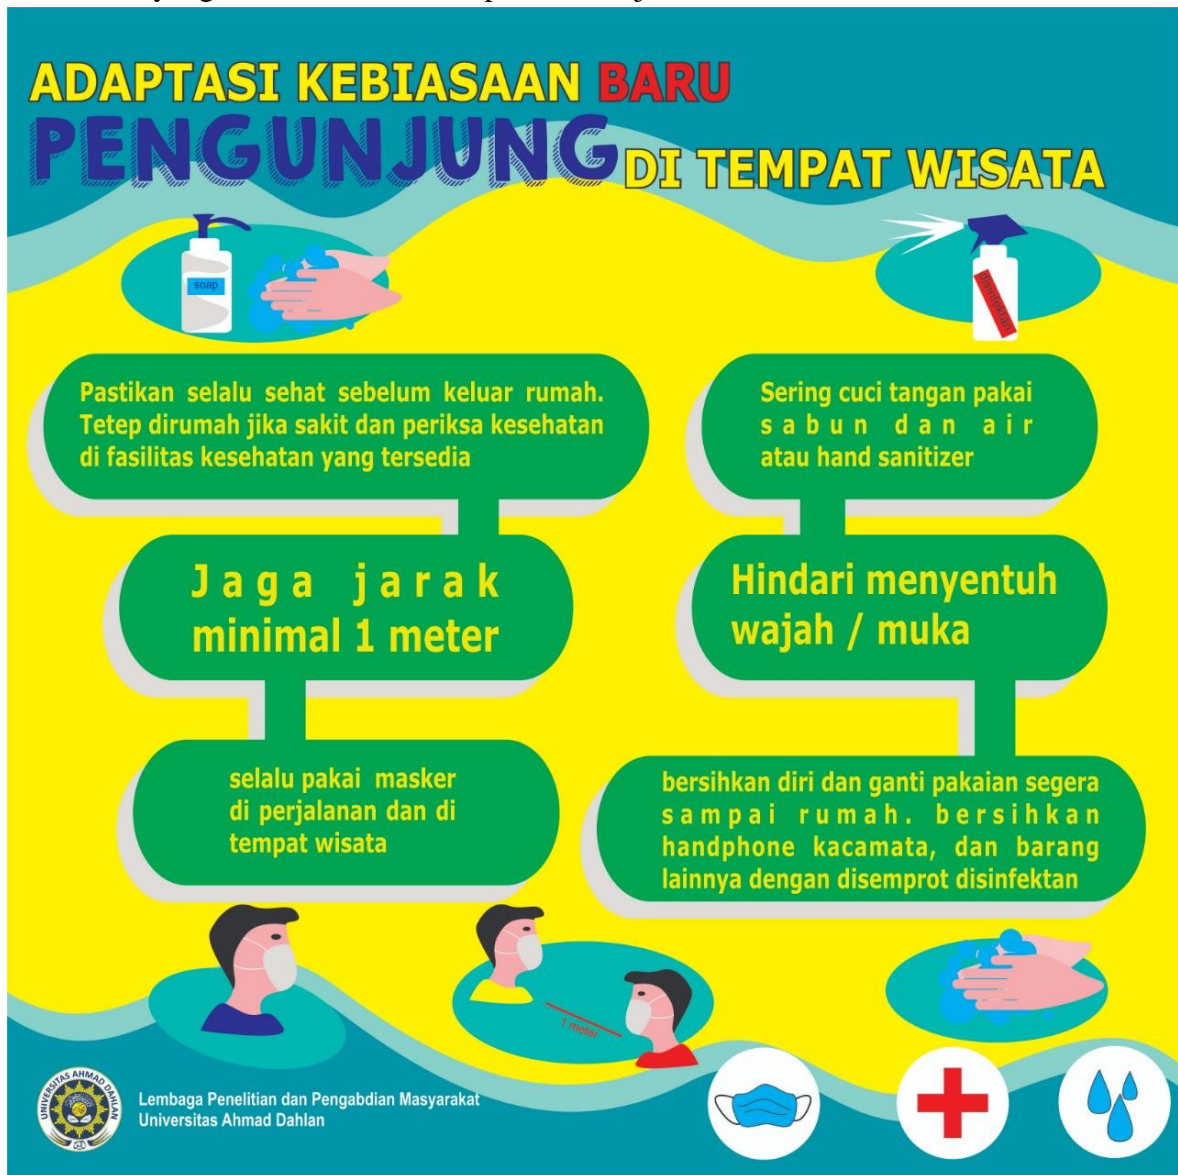 ADAPTASI KEBIASAAN BARU
PENGUNJUNG DI TEMPAT WISATA
soap
disinfektan
Pastikan selalu sehat sebelum keluar rumah.
Tetep dirumah jika sakit dan periksa kesehatan
di fasilitas kesehatan yang tersedia
Jaga jarak
minimal 1 meter
selalu pakai masker
di perjalanan dan di
tempat wisata
Sering cuci tangan pakai
sabun dan air
atau hand sanitizer
Hindari menyentuh
wajah / muka
bersihkan diri dan ganti pakaian segera
sampai rumah. bersihkan
handphone kacamata, dan barang
lainnya dengan disemprot disinfektan
1 meter
UNIVERSITAS AHMAD DAHLAN
Lembaga Penelitian dan Pengabdian Masyarakat
Universitas Ahmad Dahlan